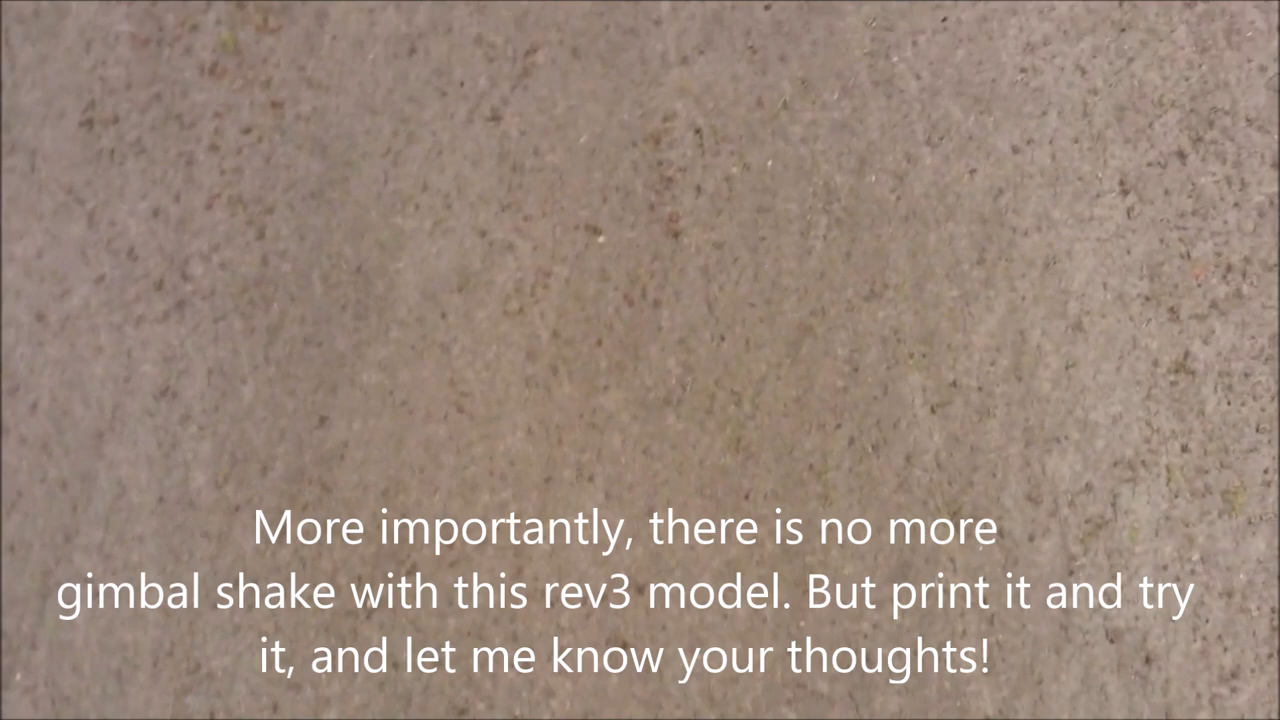 More importantly, there is no more
gimbal shake with this rev3 model. But print it and try
it, and let me know your thoughts!